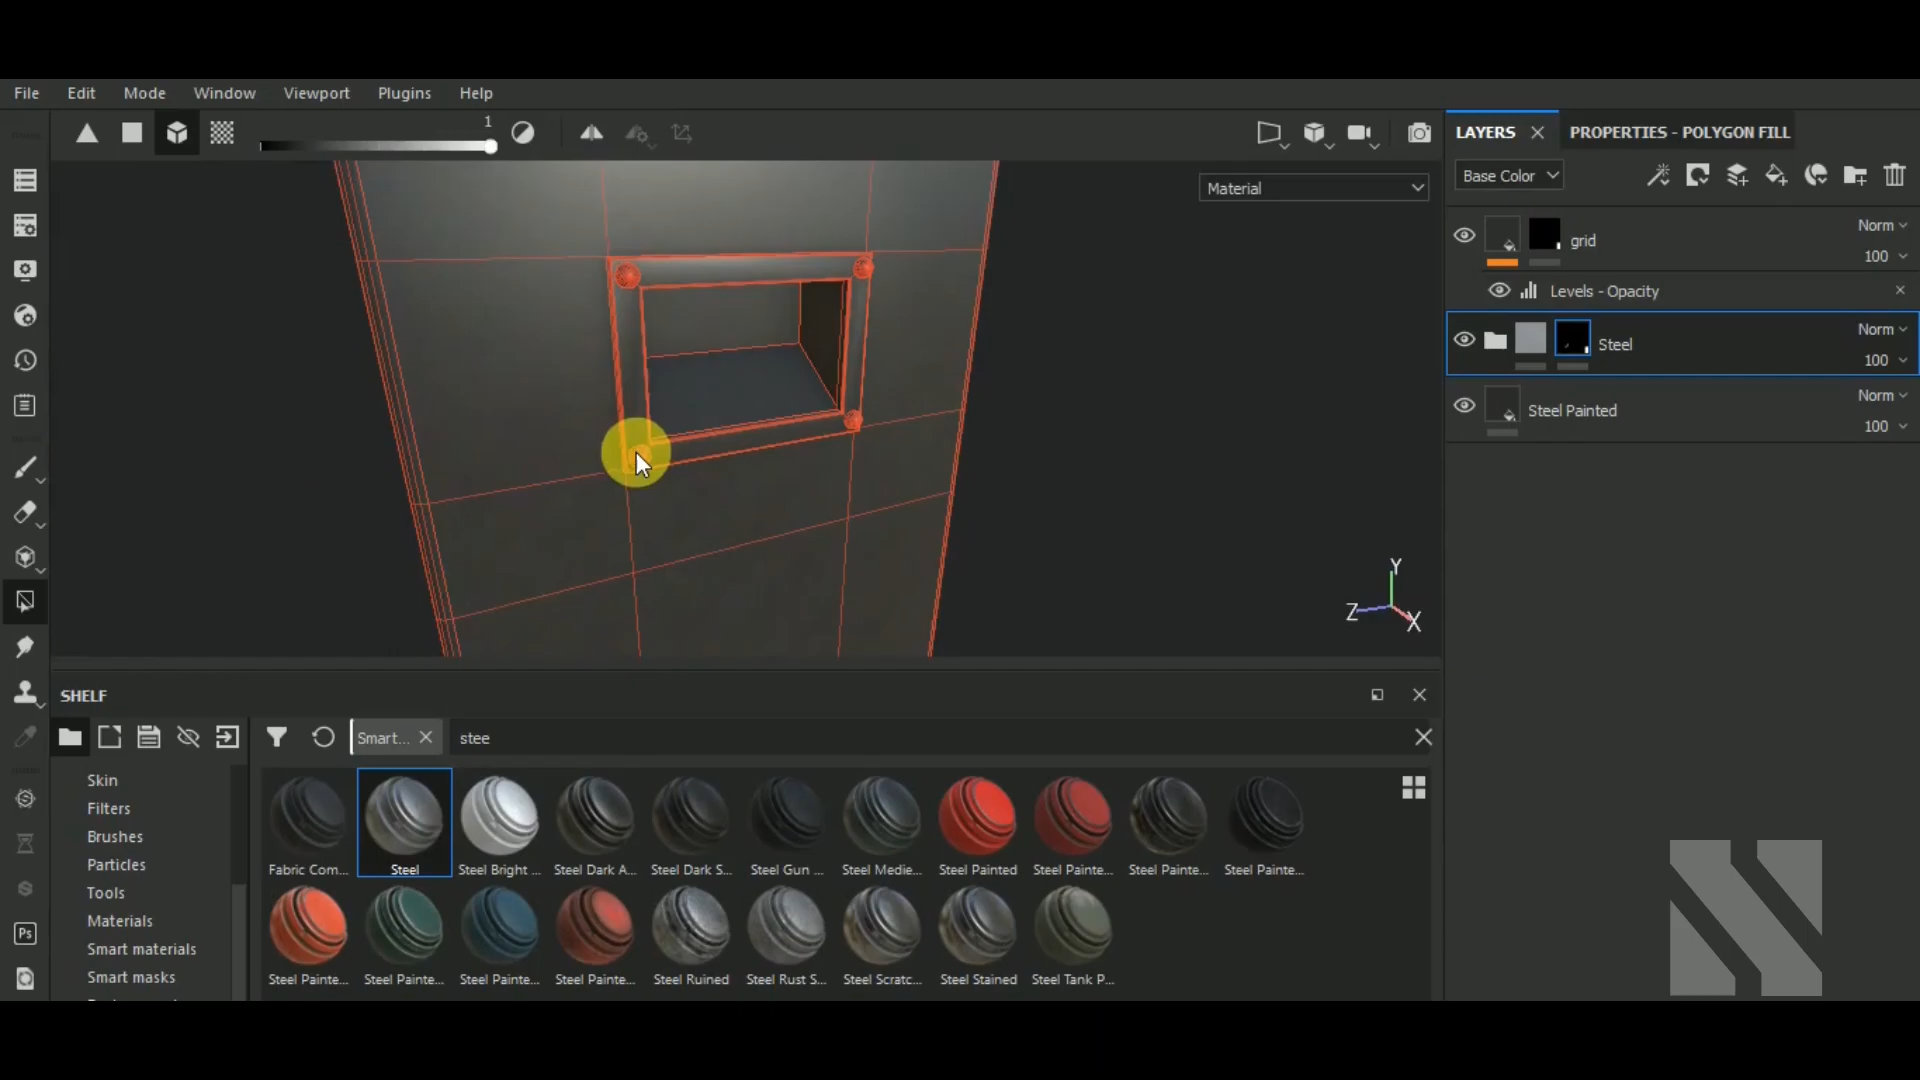 File Edit Mode Window Viewport Plugins Help
1
LAYERS PROPERTIES - POLYGON FILL
Base Color
Material
grid Norm
100
Levels - Opacity
Steel Norm
100
Steel Painted Norm
100
Y
Z
X
SHELF
Smart... stee
Skin
Filters
Brushes
Particles
Tools
Materials
Smart materials
Smart masks
Fabric Com... Steel Steel Bright ... Steel Dark A... Steel Dark S... Steel Gun ... Steel Medie... Steel Painted Steel Painte... Steel Painte... Steel Painte...
Steel Painte... Steel Painte... Steel Painte... Steel Painte... Steel Ruined Steel Rust S... Steel Scratc... Steel Stained Steel Tank P...
Ps